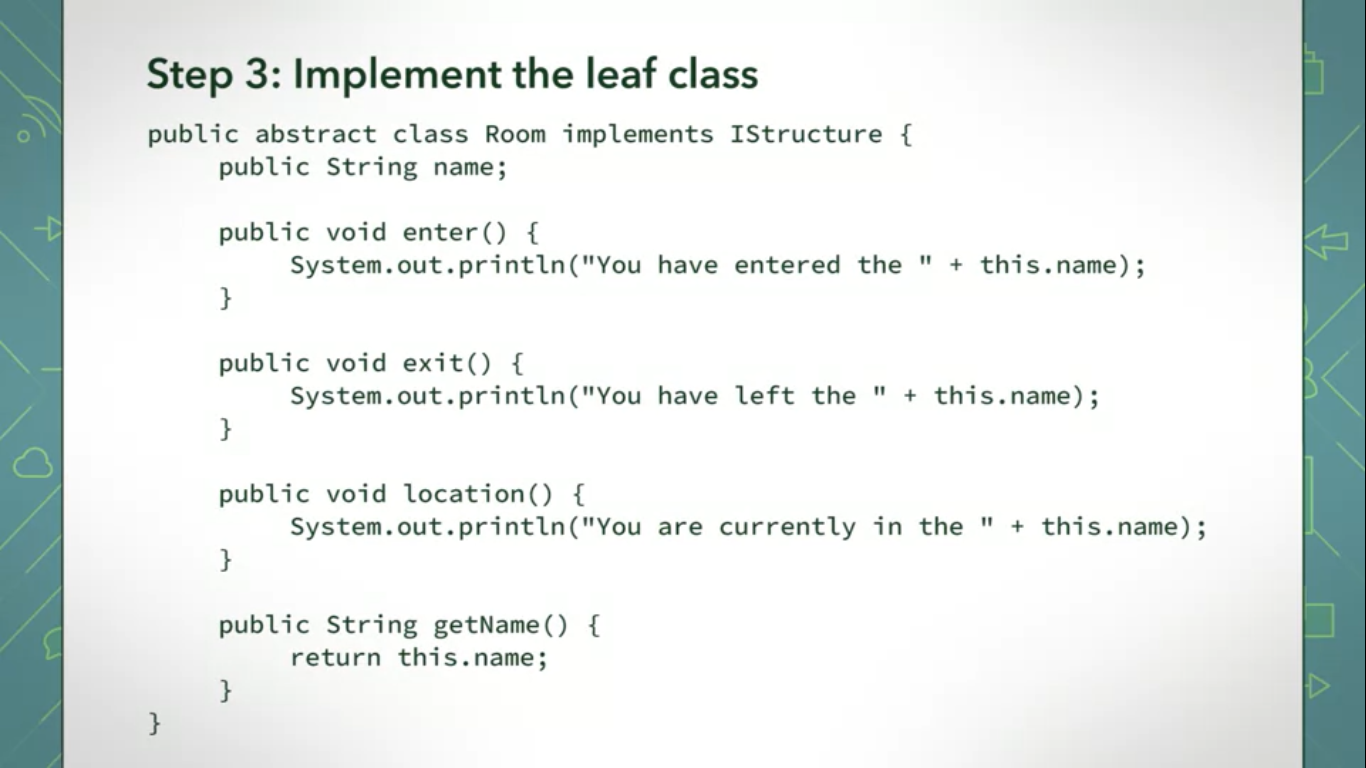 Step 3: Implement the leaf class
public abstract class Room implements IStructure {
public String name;
public void enter() {
System.out.println("You have entered the " + this.name);
}
public void exit() {
System.out.println("You have left the " + this.name);
}
public void location() {
System.out.println("You are currently in the " + this.name);
}
public String getName() {
return this.name;
}
}